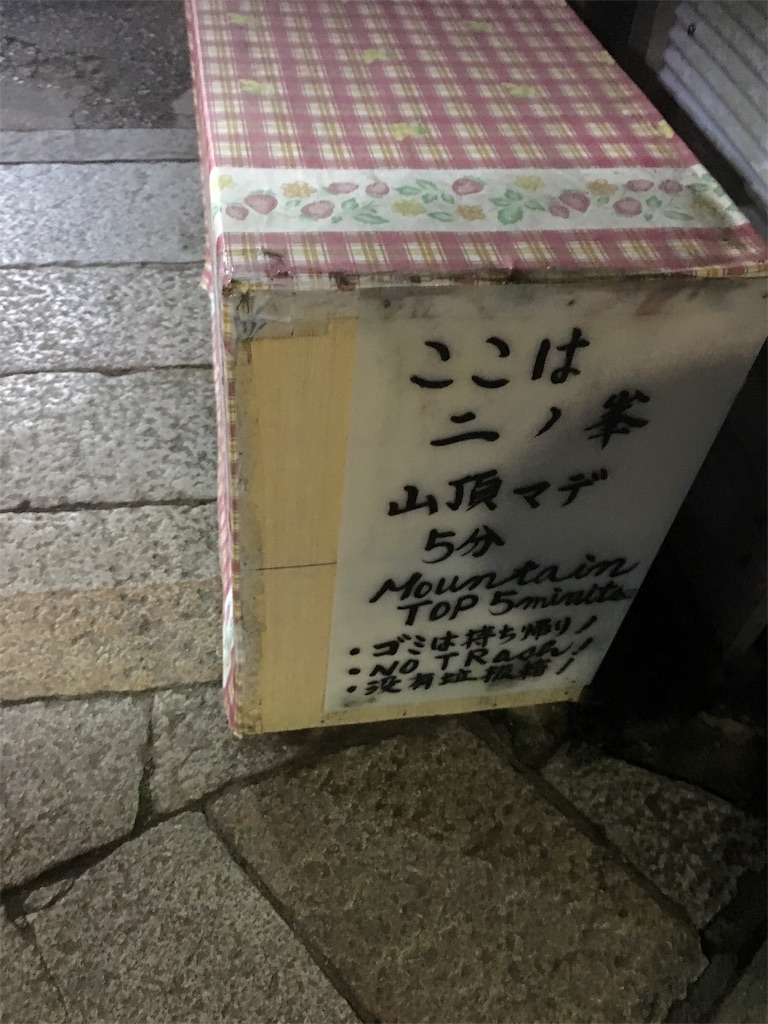 ここは
二ノ峯
山頂マデ
5分
Mountain
TOP 5minits
・ゴミは持ち帰り!
・NO TRash!
・没有垃圾箱!